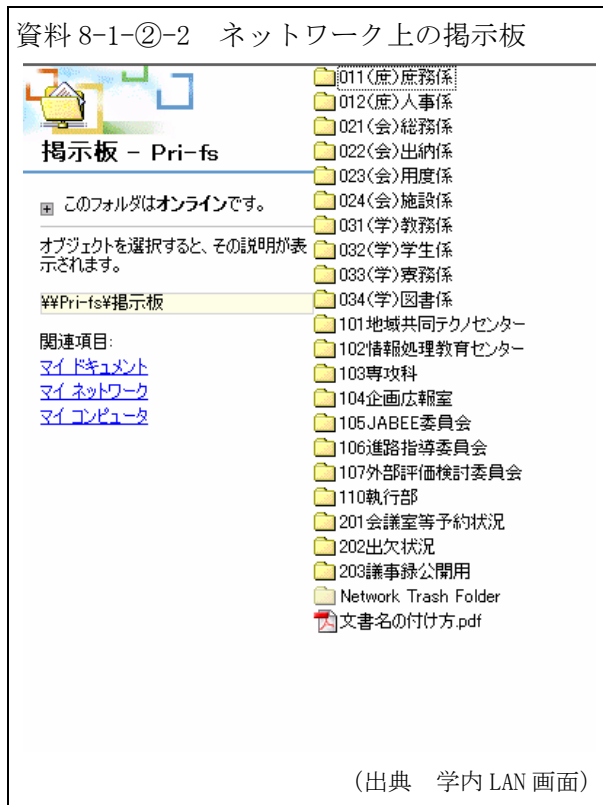 資料 8-1-②-2 ネットワーク上の掲示板
掲示板 - Pri-fs
このフォルダはオンラインです。
オブジェクトを選択すると、その説明が表
示されます。
¥¥Pri-fs¥掲示板
関連項目:
マイ ドキュメント
マイ ネットワーク
マイ コンピュータ
011(庶)庶務係
012(庶)人事係
021(会)総務係
022(会)出納係
023(会)用度係
024(会)施設係
031(学)教務係
032(学)学生係
033(学)寮務係
034(学)図書係
101地域共同テクノセンター
102情報処理教育センター
103専攻科
104企画広報室
105JABEE委員会
106進路指導委員会
107外部評価検討委員会
110執行部
201会議室等予約状況
202出欠状況
203議事録公開用
Network Trash Folder
文書名の付け方.pdf
(出典 学内 LAN 画面)